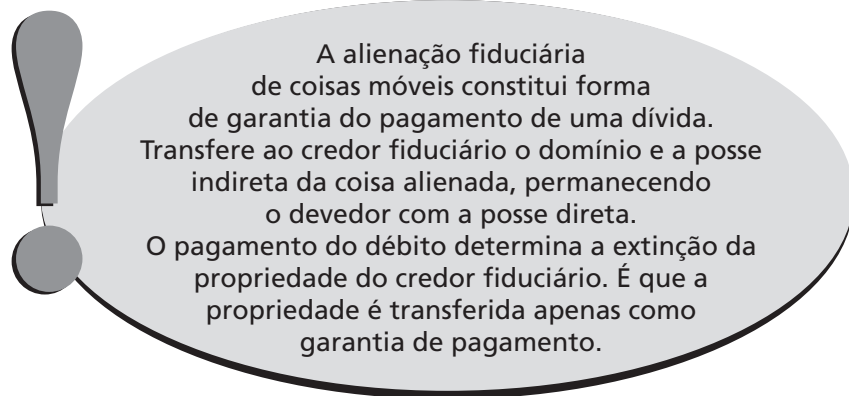 A alienação fiduciária
de coisas móveis constitui forma
de garantia do pagamento de uma dívida.
Transfere ao credor fiduciário o domínio e a posse
indireta da coisa alienada, permanecendo
o devedor com a posse direta.
O pagamento do débito determina a extinção da
propriedade do credor fiduciário. É que a
propriedade é transferida apenas como
garantia de pagamento.